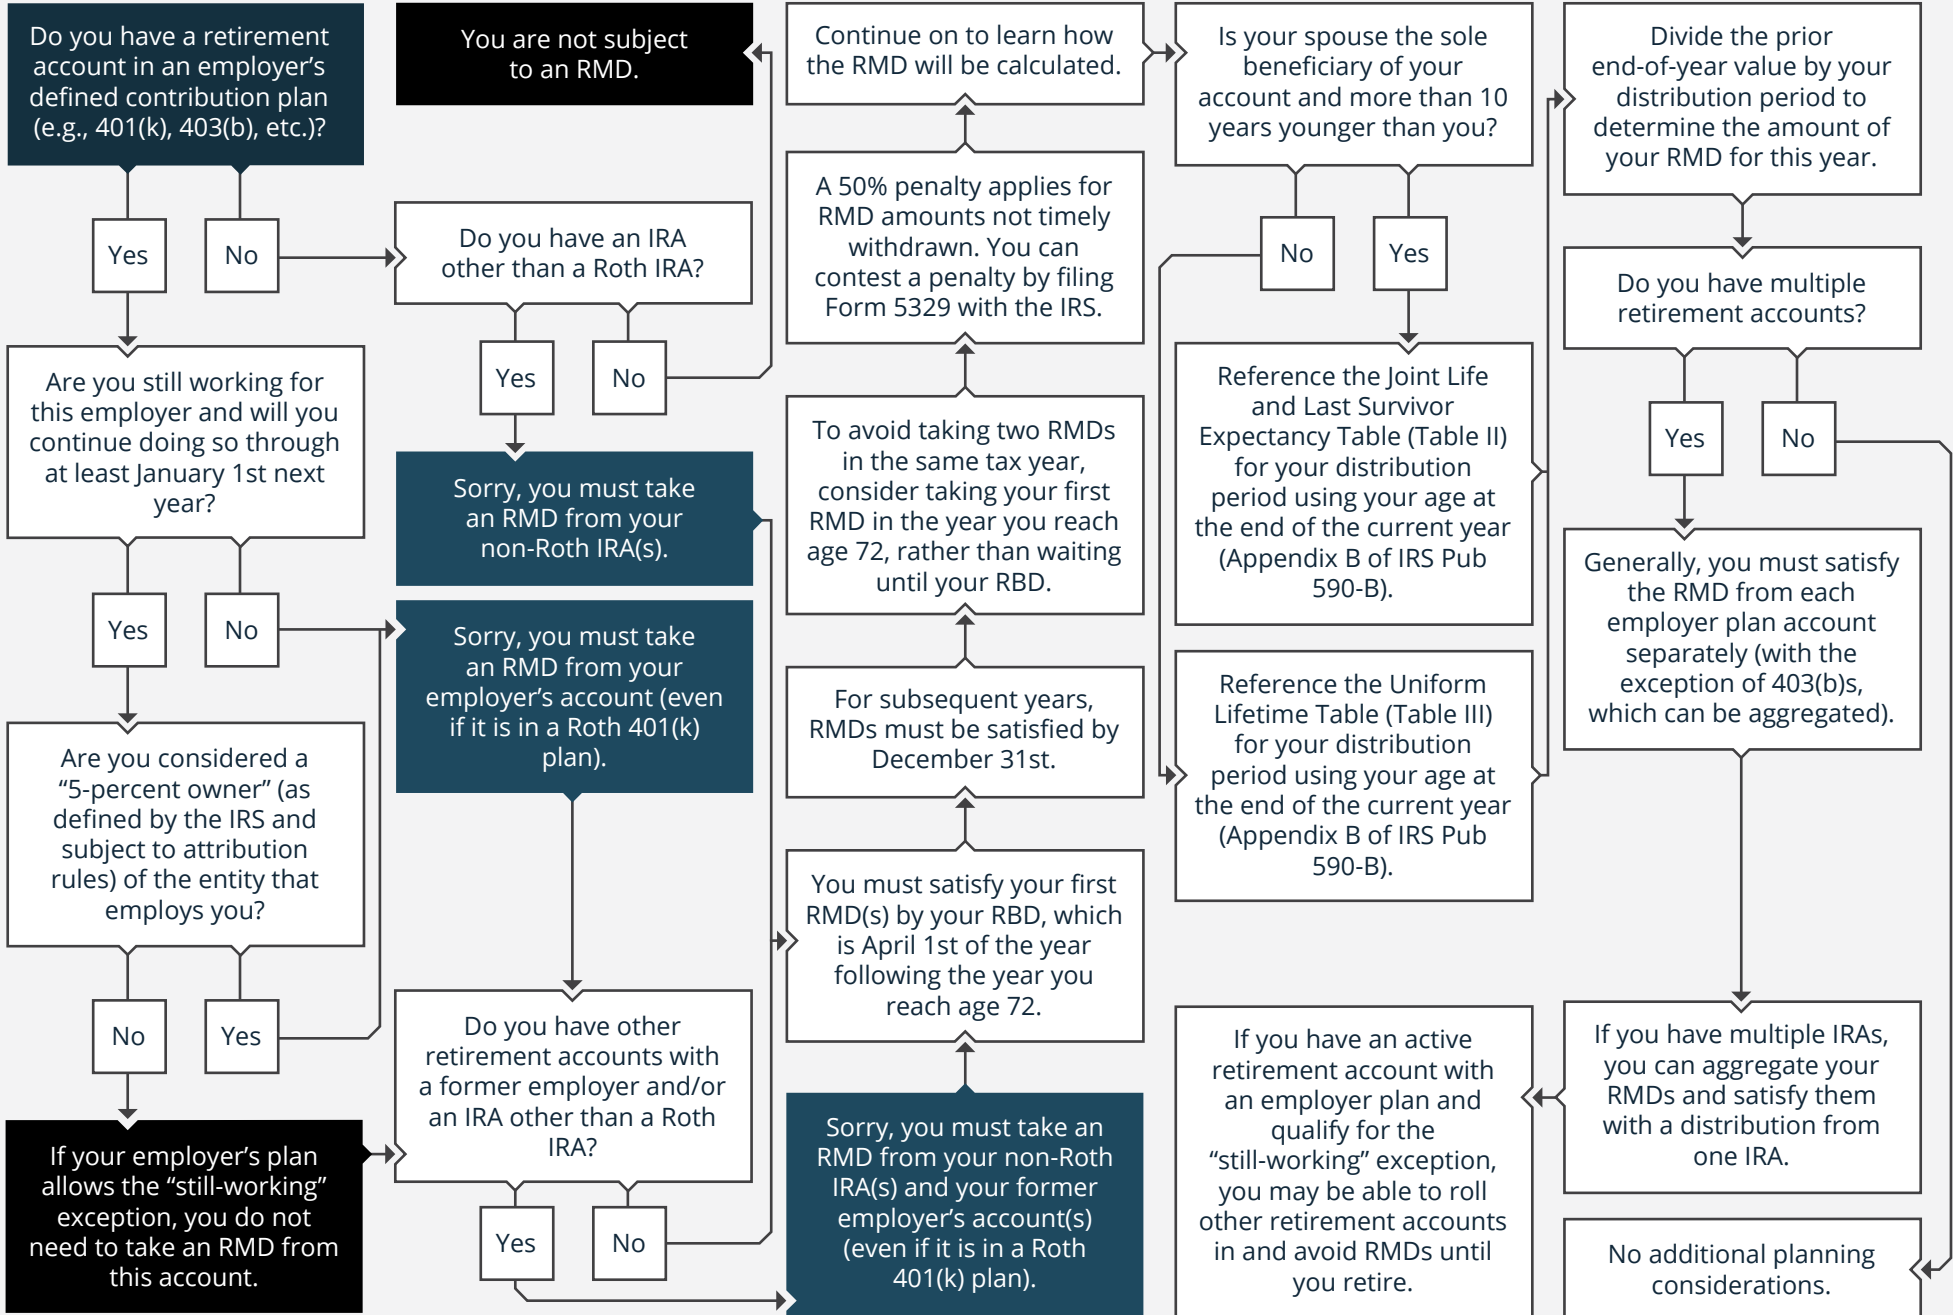 Do you have a retirement
account in an employer's
defined contribution plan
(e.g., 401(k), 403(b), etc.)?
Yes
No
Are you still working for
this employer and will you
continue doing so through
at least January 1st next
year?
Yes
No
Are you considered a
“5-percent owner” (as
defined by the IRS and
subject to attribution
rules) of the entity that
employs you?
No
Yes
If your employer's plan
allows the “still-working”
exception, you do not
need to take an RMD from
this account.
You are not subject
to an RMD.
Do you have an IRA
other than a Roth IRA?
Yes
No
Sorry, you must take
an RMD from your
non-Roth IRA(s).
Sorry, you must take
an RMD from your
employer's account (even
if it is in a Roth 401(k)
plan).
Do you have other
retirement accounts with
a former employer and/or
an IRA other than a Roth
IRA?
Yes
No
Continue on to learn how
the RMD will be calculated.
A 50% penalty applies for
RMD amounts not timely
withdrawn. You can
contest a penalty by filing
Form 5329 with the IRS.
To avoid taking two RMDs
in the same tax year,
consider taking your first
RMD in the year you reach
age 72, rather than waiting
until your RBD.
For subsequent years,
RMDs must be satisfied by
December 31st.
You must satisfy your first
RMD(s) by your RBD, which
is April 1st of the year
following the year you
reach age 72.
Sorry, you must take an
RMD from your non-Roth
IRA(s) and your former
employer's account(s)
(even if it is in a Roth
401(k) plan).
Is your spouse the sole
beneficiary of your
account and more than 10
years younger than you?
No
Yes
Reference the Joint Life
and Last Survivor
Expectancy Table (Table II)
for your distribution
period using your age at
the end of the current year
(Appendix B of IRS Pub
590-B).
Reference the Uniform
Lifetime Table (Table III)
for your distribution
period using your age at
the end of the current year
(Appendix B of IRS Pub
590-B).
If you have an active
retirement account with
an employer plan and
qualify for the
“still-working” exception,
you may be able to roll
other retirement accounts
in and avoid RMDs until
you retire.
Divide the prior
end-of-year value by your
distribution period to
determine the amount of
your RMD for this year.
Do you have multiple
retirement accounts?
Yes
No
Generally, you must satisfy
the RMD from each
employer plan account
separately (with the
exception of 403(b)s,
which can be aggregated).
If you have multiple IRAs,
you can aggregate your
RMDs and satisfy them
with a distribution from
one IRA.
No additional planning
considerations.